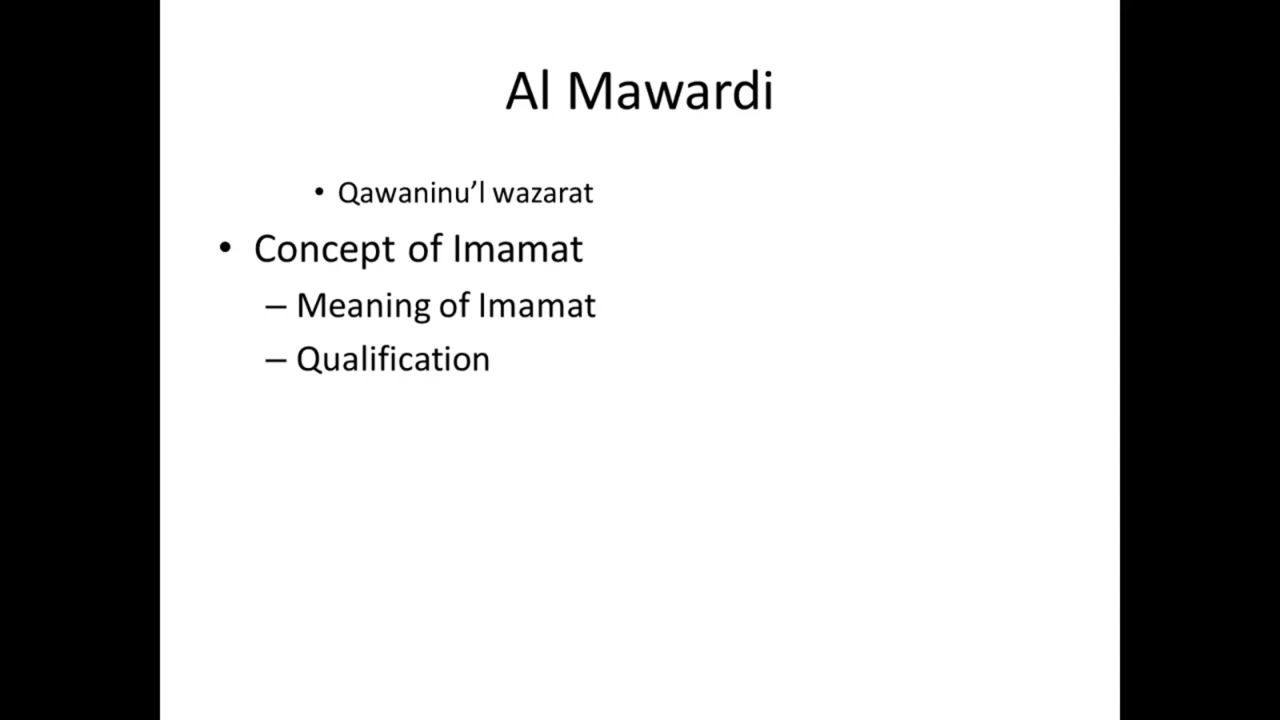 Al Mawardi
• Qawaninu’l wazarat
• Concept of Imamat
– Meaning of Imamat
– Qualification